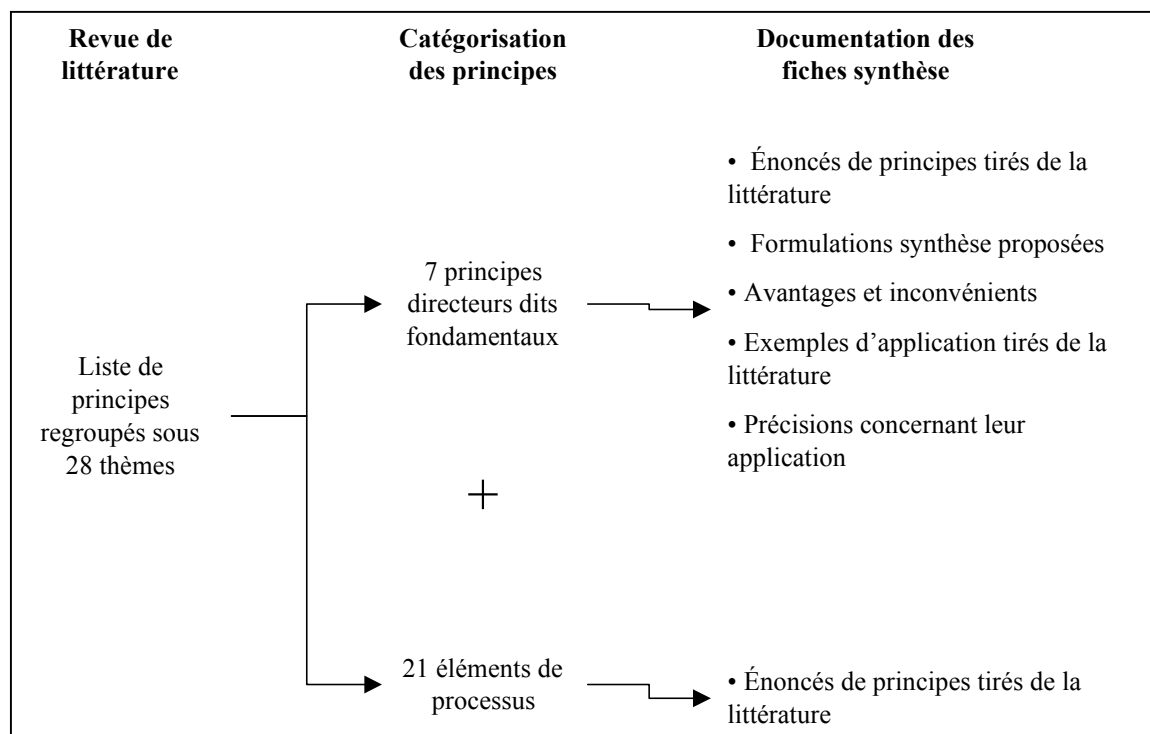 Revue de
littérature
Catégorisation
des principes
Documentation des
fiches synthèse
Liste de
principes
regroupés sous
28 thèmes
7 principes
directeurs dits
fondamentaux
+
21 éléments de
processus
• Énoncés de principes tirés de la
littérature
• Formulations synthèse proposées
• Avantages et inconvénients
• Exemples d’application tirés de la
littérature
• Précisions concernant leur
application
• Énoncés de principes tirés de la
littérature